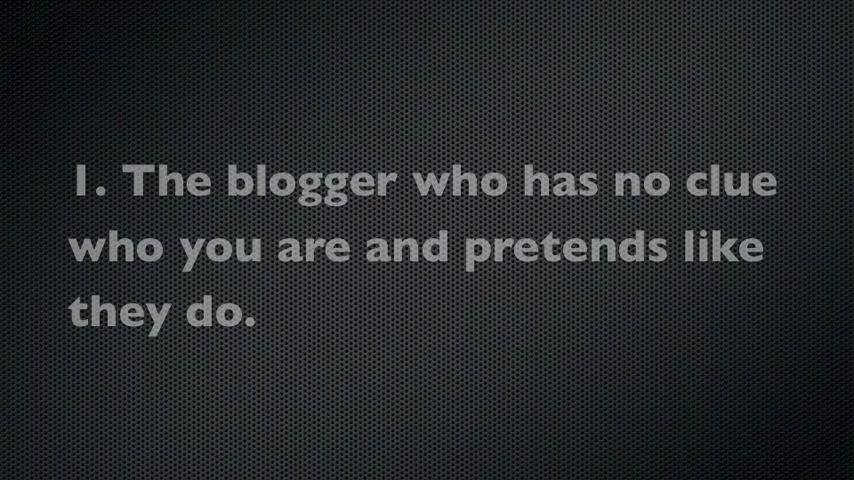 1. The blogger who has no clue
who you are and pretends like
they do.